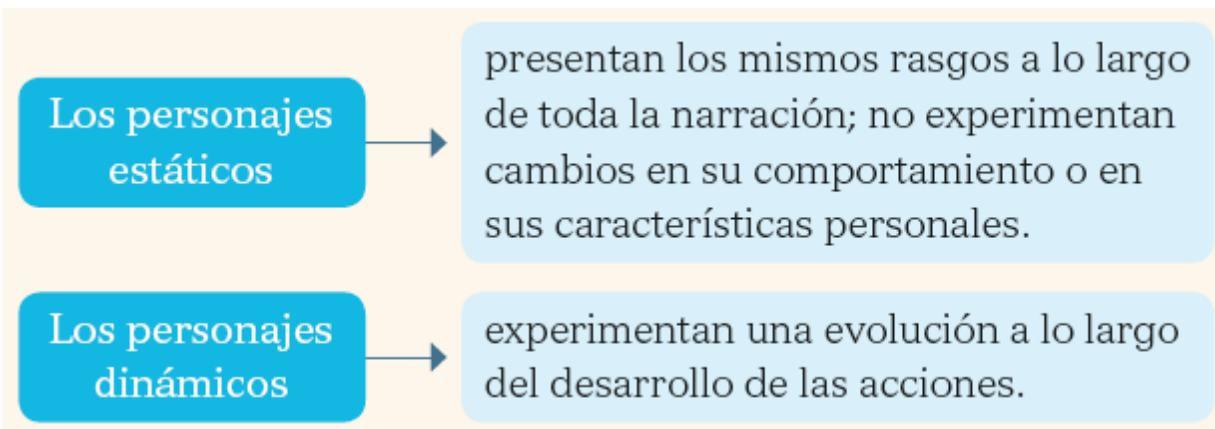 Los personajes
estáticos
presentan los mismos rasgos a lo largo
de toda la narración; no experimentan
cambios en su comportamiento o en
sus características personales.
Los personajes
dinámicos
experimentan una evolución a lo largo
del desarrollo de las acciones.